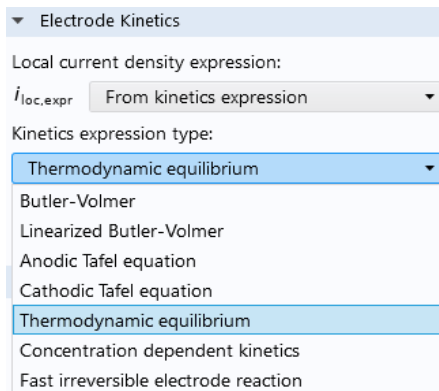 Electrode Kinetics
Local current density expression:
iloc,expr From kinetics expression
Kinetics expression type:
Thermodynamic equilibrium
Butler-Volmer
Linearized Butler-Volmer
Anodic Tafel equation
Cathodic Tafel equation
Thermodynamic equilibrium
Concentration dependent kinetics
Fast irreversible electrode reaction